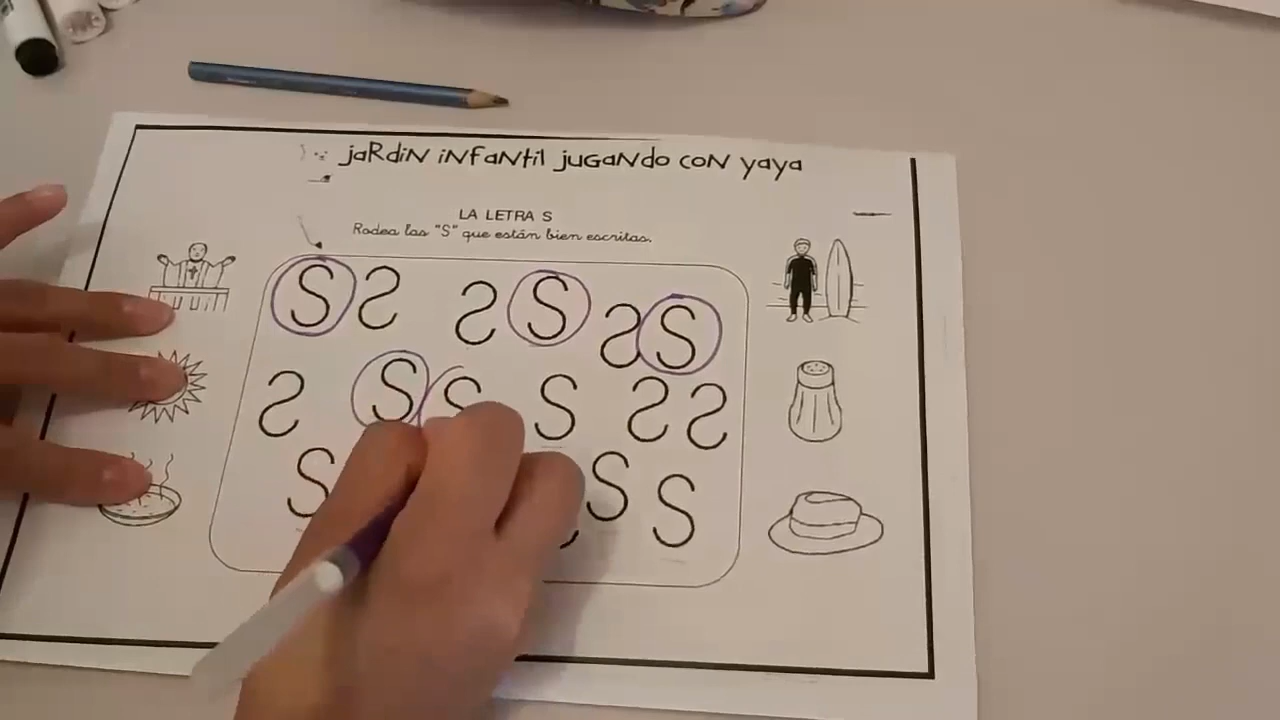 jaRdiN iNfaNtil jugaNdo coN yaya
LA LETRA S
Rodea las "S" que están bien escritas.
S S S S S S
S S S S S S
S S S